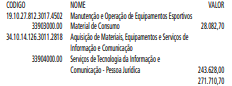 CODIGO NOME VALOR
19.10.27.812.3017.4502 Manutenção e Operação de Equipamentos Esportivos
33903000.00 Material de Consumo 28.082,70
34.10.14.126.3011.2818 Aquisição de Materiais, Equipamentos e Serviços de
Informação e Comunicação
33904000.00 Serviços de Tecnologia da Informação e
Comunicação - Pessoa Jurídica 243.628,00
271.710,70